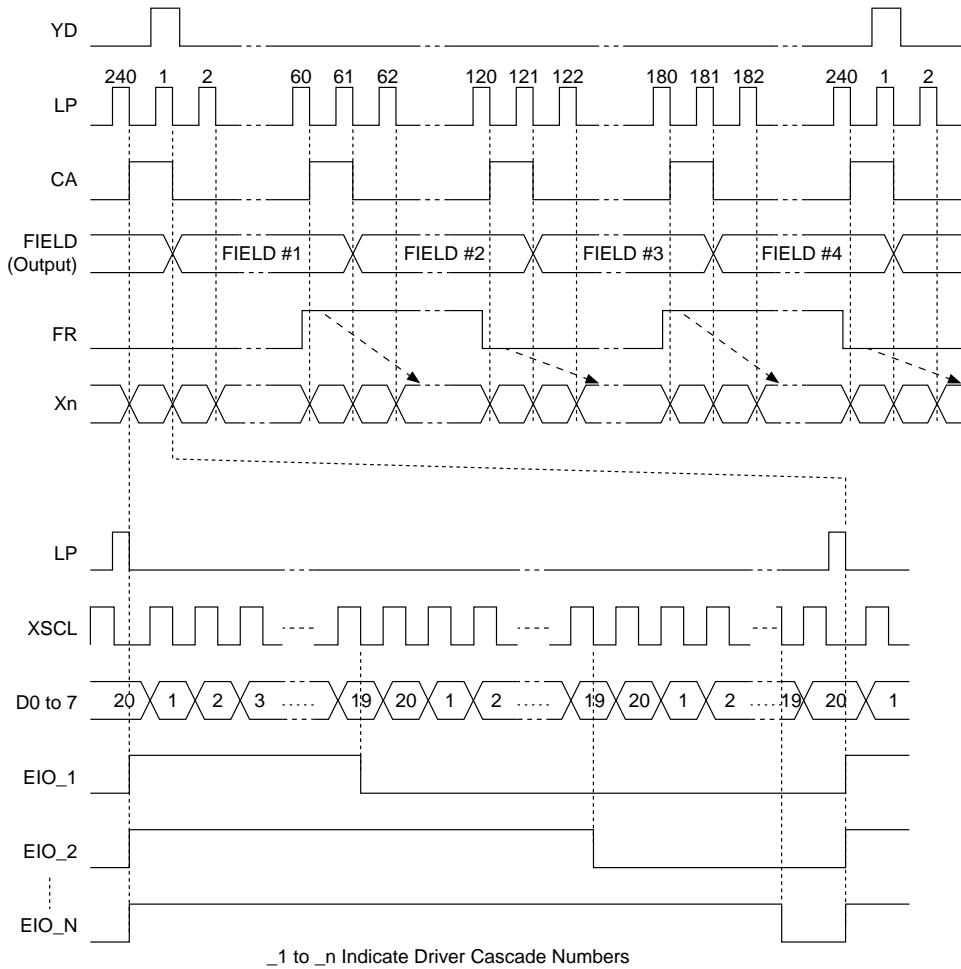 YD
240 1 2 60 61 62 120 121 122 180 181 182 240 1 2
LP
CA
FIELD
(Output)
FIELD #1 FIELD #2 FIELD #3 FIELD #4
FR
Xn
LP
XSCL
D0 to 7 20 1 2 3 19 20 1 2 19 20 1 2 19 20 1
EIO_1
EIO_2
EIO_N
_1 to _n Indicate Driver Cascade Numbers